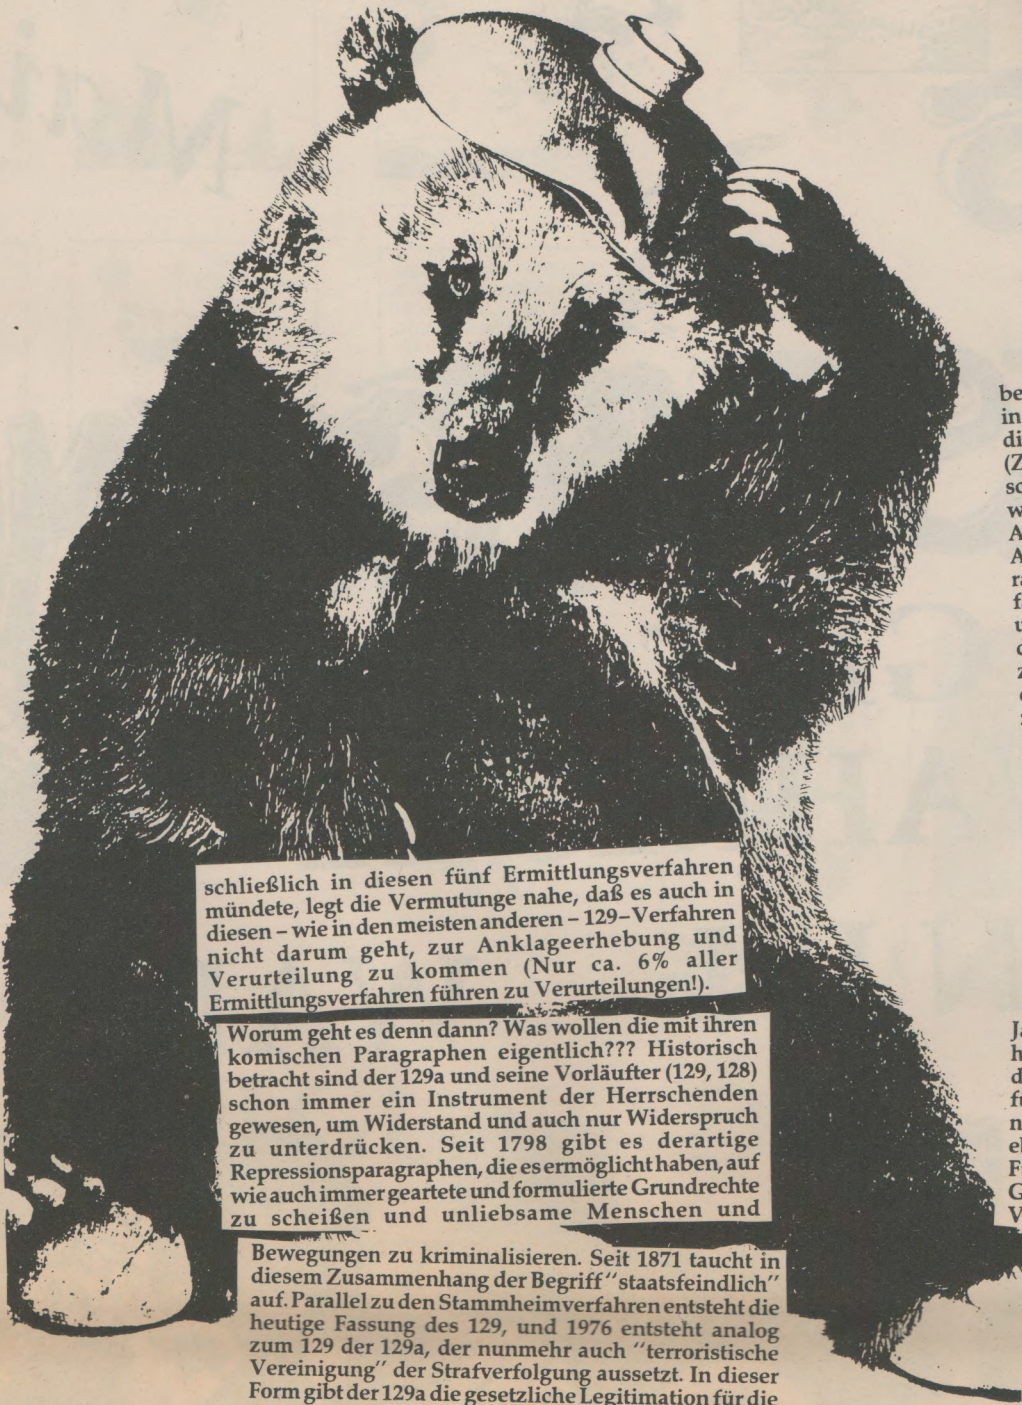 schließlich in diesen fünf Ermittlungsverfahren
mündete, legt die Vermutunge nahe, daß es auch in
diesen – wie in den meisten anderen – 129–Verfahren
nicht darum geht, zur Anklageerhebung und
Verurteilung zu kommen (Nur ca. 6% aller
Ermittlungsverfahren führen zu Verurteilungen!).
Worum geht es denn dann? Was wollen die mit ihren
komischen Paragraphen eigentlich??? Historisch
betracht sind der 129a und seine Vorläufter (129, 128)
schon immer ein Instrument der Herrschenden
gewesen, um Widerstand und auch nur Widerspruch
zu unterdrücken. Seit 1798 gibt es derartige
Repressionsparagraphen, die es ermöglicht haben, auf
wie auch immer geartete und formulierte Grundrechte
zu scheißen und unliebsame Menschen und
Bewegungen zu kriminalisieren. Seit 1871 taucht in
diesem Zusammenhang der Begriff "staatsfeindlich"
auf. Parallel zu den Stammheimverfahren entsteht die
heutige Fassung des 129, und 1976 entsteht analog
zum 129 der 129a, der nunmehr auch "terroristische
Vereinigung" der Strafverfolgung aussetzt. In dieser
Form gibt der 129a die gesetzliche Legitimation für die